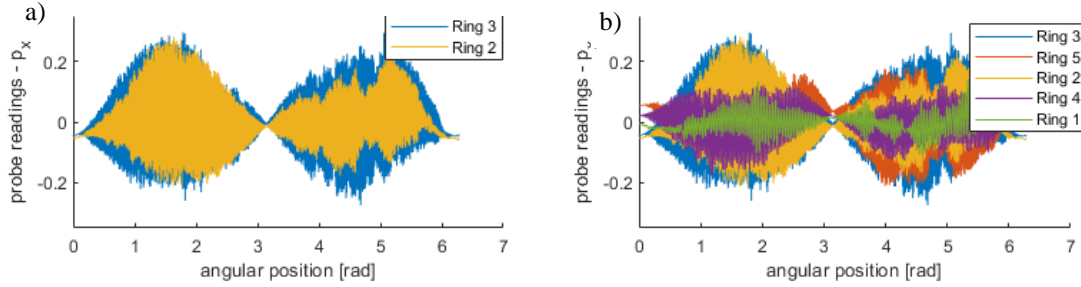 a)
Ring 3
Ring 2
probe readings - px
0.2
0
-0.2
0 1 2 3 4 5 6 7
angular position [rad]
b)
Ring 3
Ring 5
Ring 2
Ring 4
Ring 1
probe readings -
0.2
0
-0.2
0 1 2 3 4 5 6 7
angular position [rad]